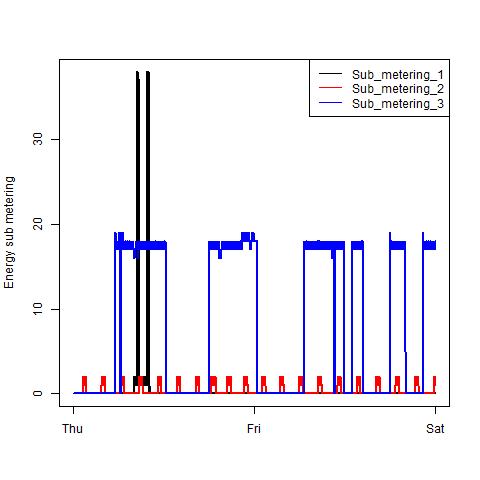 Sub_metering_1
Sub_metering_2
Sub_metering_3
Energy sub metering
30
20
10
0
Thu Fri Sat